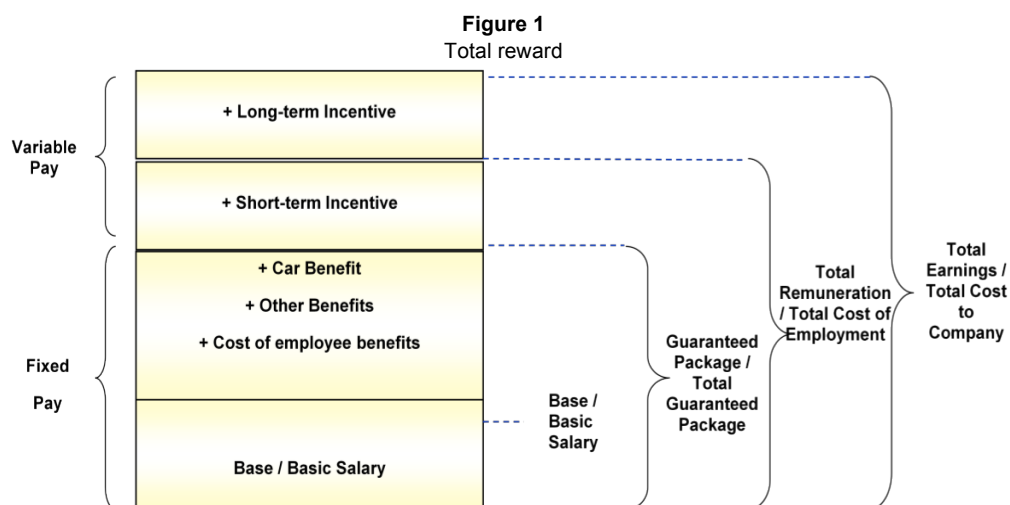 Figure 1
Total reward
Variable
Pay
+ Long-term Incentive
+ Short-term Incentive
Fixed
Pay
+ Car Benefit
+ Other Benefits
+ Cost of employee benefits
Base / Basic Salary
Base /
Basic
Salary
Guaranteed
Package /
Total
Guaranteed
Package
Total
Remuneration
/ Total Cost of
Employment
Total
Earnings /
Total Cost
to
Company